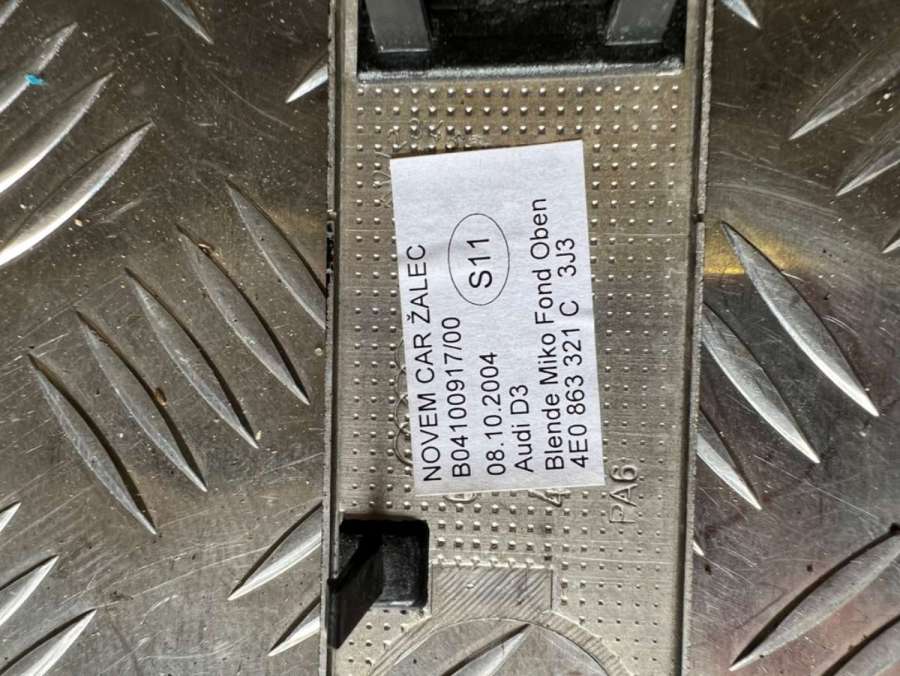 NOVEM CAR ŽALEC
B04100917/00
S11
08.10.2004
Audi D3
Blende Miko Fond Oben
4E0 863 321 C 3J3
PA6